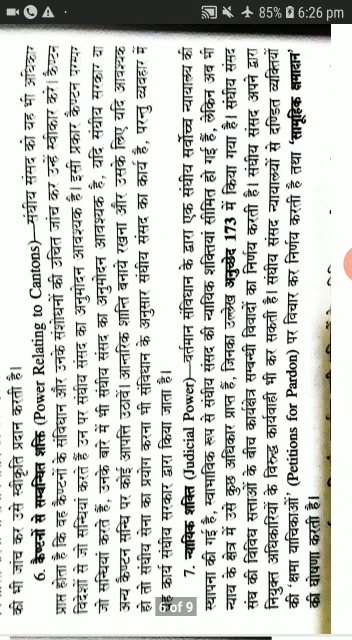 85% 6:26 pm
की भी जांच कर उसे स्वीकृति प्रदान करती है।
6. कैण्टनों से सम्बन्धित शक्ति (Power Relating to Cantons)—संघीय संसद को यह भी अधिकार
प्राप्त होता है कि वह कैण्टनों के संविधान और उनके संशोधनों की उचित जांच कर उन्हें स्वीकार करे। कैण्टन
विदेशों से जो सन्धियां करते हैं उन पर संघीय संसद का अनुमोदन आवश्यक है। इसी प्रकार कैण्टन परस्पर
जो सन्धियां करते हैं, उनके बारे में भी संघीय संसद का अनुमोदन आवश्यक है, यदि संघीय सरकार या
अन्य कैण्टन सन्धि पर कोई आपत्ति उठावें। आन्तरिक शान्ति बनाये रखना और उसके लिए यदि आवश्यक
हो तो संघीय सेना का प्रयोग करना भी संविधान के अनुसार संघीय संसद का कार्य है, परन्तु व्यवहार में
ह कार्य संघीय सरकार द्वारा किया जाता है।
7. न्यायिक शक्ति (Judicial Power)—वर्तमान संविधान के द्वारा एक संघीय सर्वोच्च न्यायालय की
स्थापना की गई है, स्वाभाविक रूप से संघीय संसद की न्यायिक शक्तियां सीमित हो गई हैं, लेकिन अब भी
न्याय के क्षेत्र में उसे कुछ अधिकार प्राप्त हैं, जिनका उल्लेख अनुच्छेद 173 में किया गया है। संघीय संसद
संघ की विविध सत्ताओं के बीच कार्यक्षेत्र सम्बन्धी विवादों का निर्णय करती है। संघीय संसद अपने द्वारा
नियुक्त अधिकारियों के विरुद्ध कार्यवाही भी कर सकती है। संघीय संसद न्यायालयों से दण्डित व्यक्तियों
की 'क्षमा याचिकाओं' (Petitions for Pardon) पर विचार कर निर्णय करती है तथा 'सामूहिक क्षमादान'
की घोषणा करती है।
6 of 9